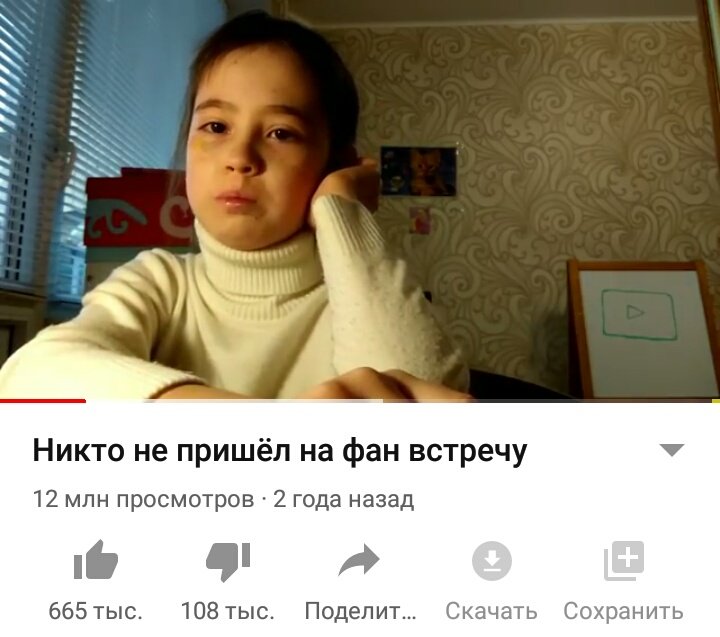 Никто не пришёл на фан встречу
12 млн просмотров · 2 года назад
665 тыс. 108 тыс. Поделит... Скачать Сохранить